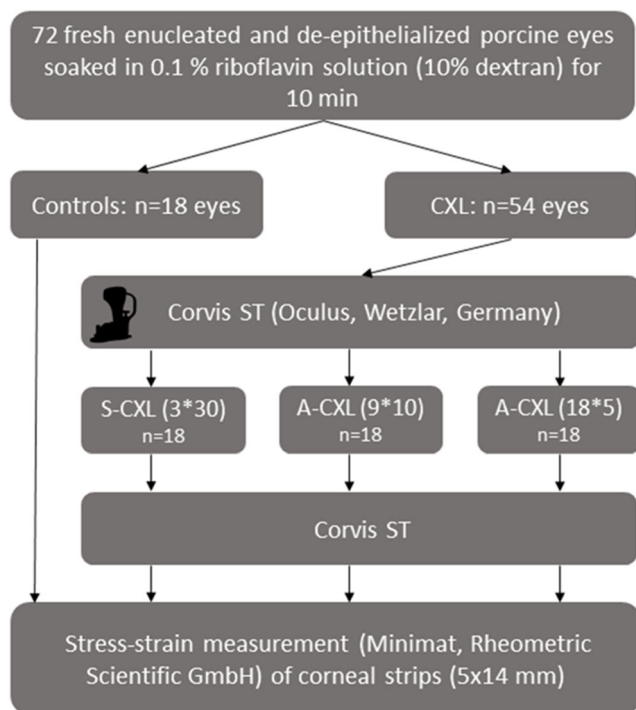 72 fresh enucleated and de-epithelialized porcine eyes
soaked in 0.1 % riboflavin solution (10% dextran) for
10 min
Controls: n=18 eyes
CXL: n=54 eyes
Corvis ST (Oculus, Wetzlar, Germany)
S-CXL (3*30)
n=18
A-CXL (9*10)
n=18
A-CXL (18*5)
n=18
Corvis ST
Stress-strain measurement (Minimat, Rheometric
Scientific GmbH) of corneal strips (5x14 mm)